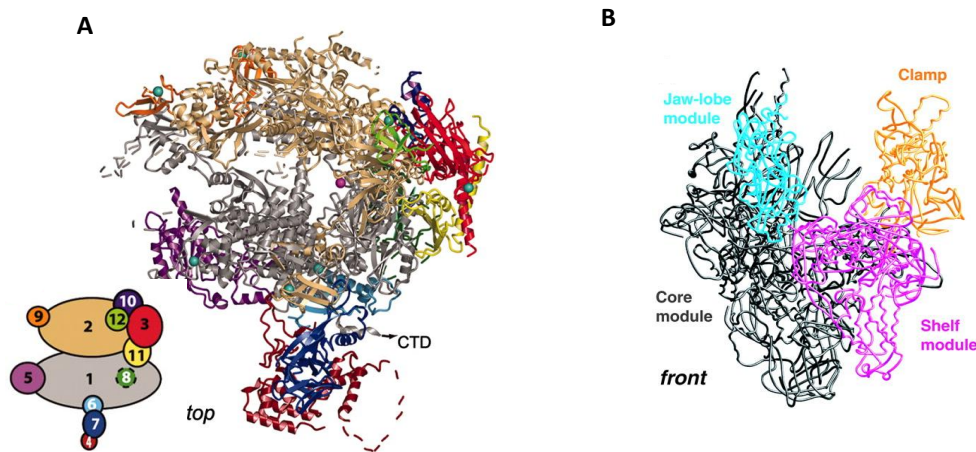 A
B
Clamp
Jaw-lobe
module
Core
module
Shelf
module
front
CTD
top
10
9
2
12
3
11
5
1
8
6
7
4